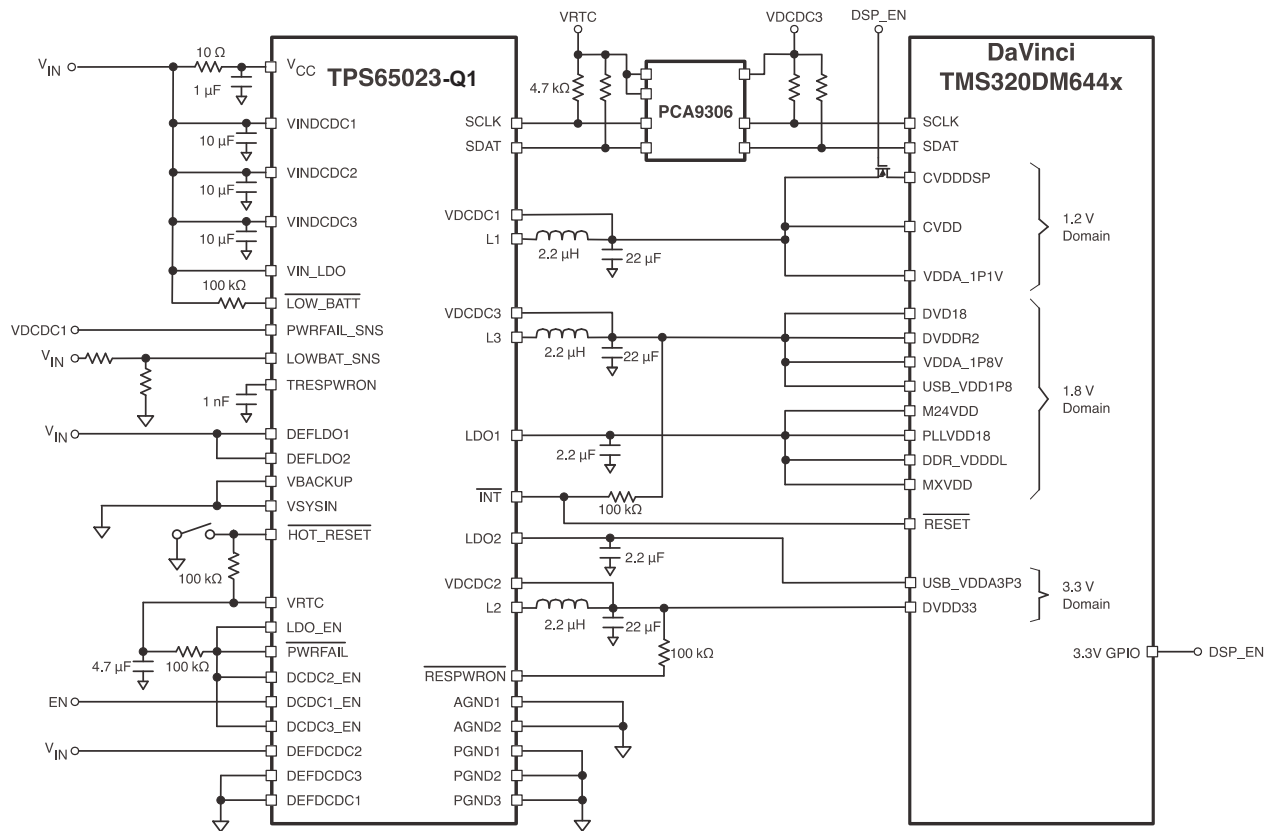 VRTC
VDCDC3
DSP_EN
VIN
10 Ω
1 µF
VCC
TPS65023-Q1
4.7 kΩ
PCA9306
DaVinci
TMS320DM644x
10 µF
VINDCDC1
SCLK
SDAT
SCLK
SDAT
10 µF
VINDCDC2
CVDDDSP
10 µF
VINDCDC3
VDCDC1
L1
2.2 µH
22 µF
CVDD
1.2 V
Domain
VIN_LDO
VDDA_1P1V
100 kΩ
LOW_BATT
VDCDC1
PWRFAIL_SNS
VDCDC3
L3
2.2 µH
22 µF
DVD18
DVDDR2
VIN
LOWBAT_SNS
VDDA_1P8V
TRESPWRON
1 nF
USB_VDD1P8
1.8 V
Domain
M24VDD
VIN
DEFLDO1
LDO1
2.2 µF
PLLVDD18
DEFLDO2
DDR_VDDDL
VBACKUP
MXVDD
VSYSIN
INT
100 kΩ
HOT_RESET
RESET
LDO2
2.2 µF
100 kΩ
VDCDC2
USB_VDDA3P3
3.3 V
Domain
VRTC
L2
2.2 µH
22 µF
DVDD33
LDO_EN
4.7 µF
100 kΩ
PWRFAIL
100 kΩ
3.3V GPIO
DSP_EN
DCDC2_EN
RESPWRON
EN
DCDC1_EN
AGND1
DCDC3_EN
AGND2
VIN
DEFDCDC2
PGND1
DEFDCDC3
PGND2
DEFDCDC1
PGND3